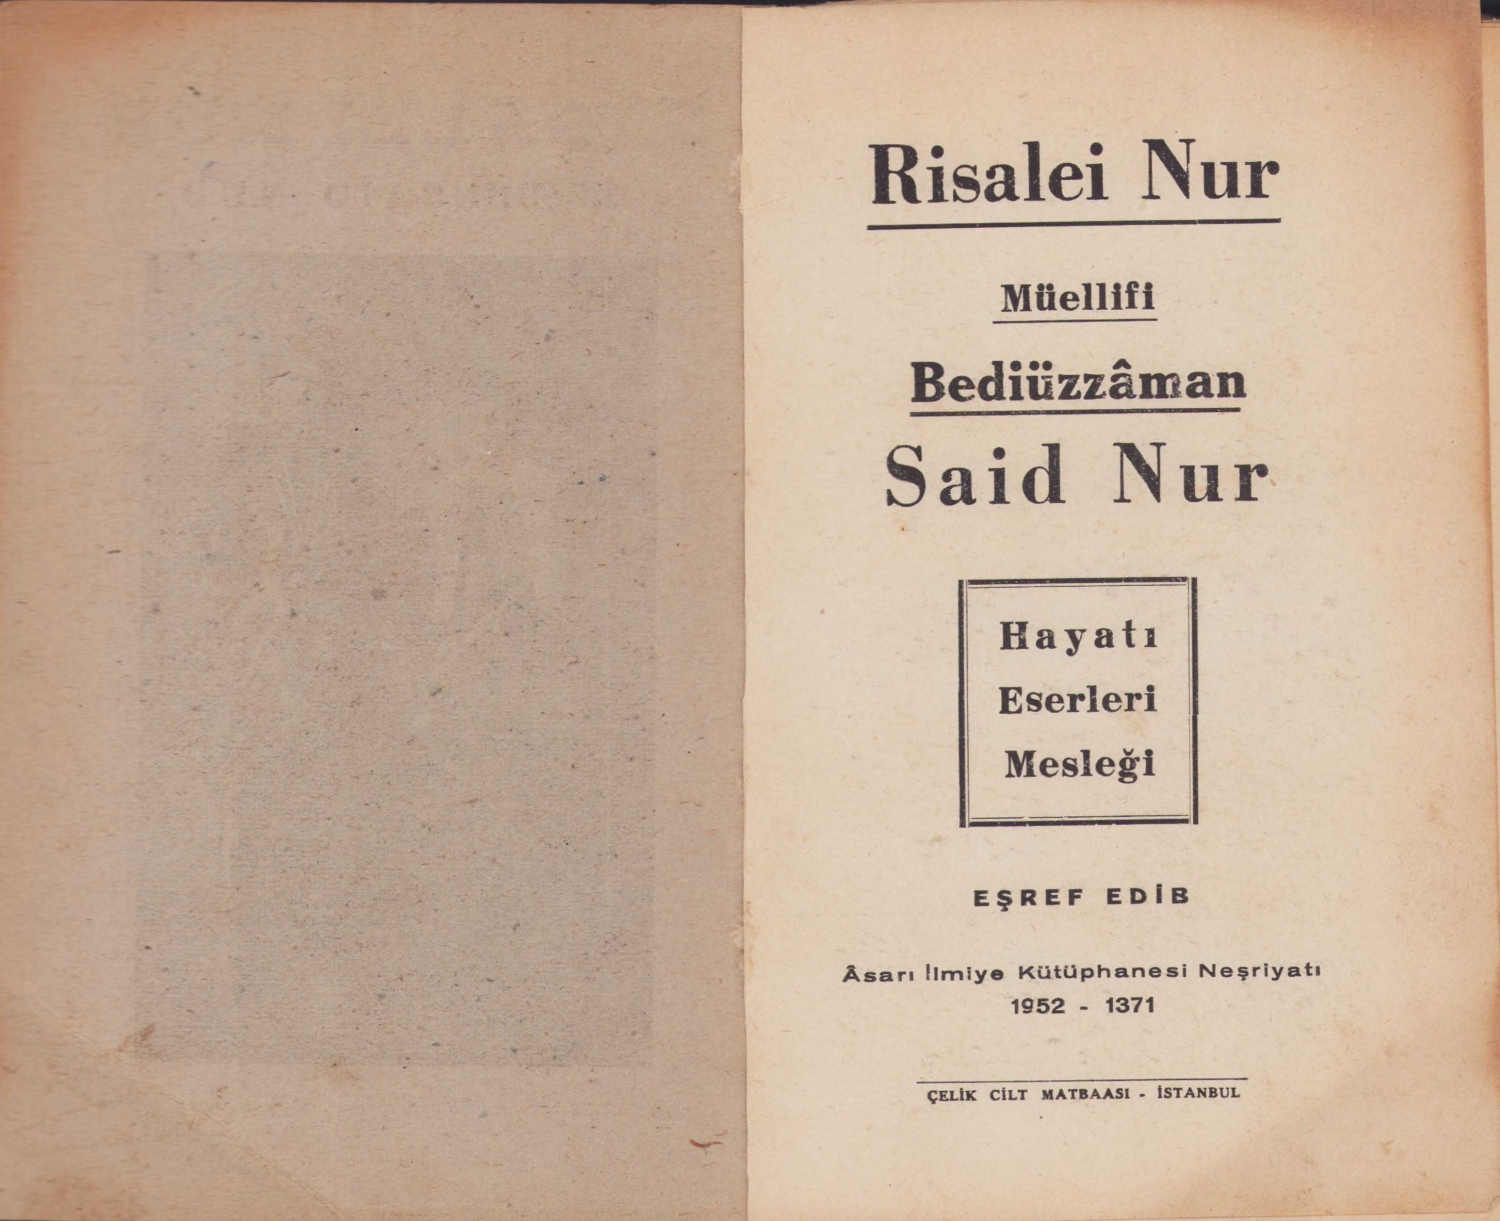 Risalei Nur
Müellifi
Bediüzzâman
Said Nur
Hayatı
Eserleri
Mesleği
EŞREF EDİB
Âsarı İlmiye Kütüphanesi Neşriyatı
1952 - 1371
ÇELİK CİLT MATBAASI - İSTANBUL